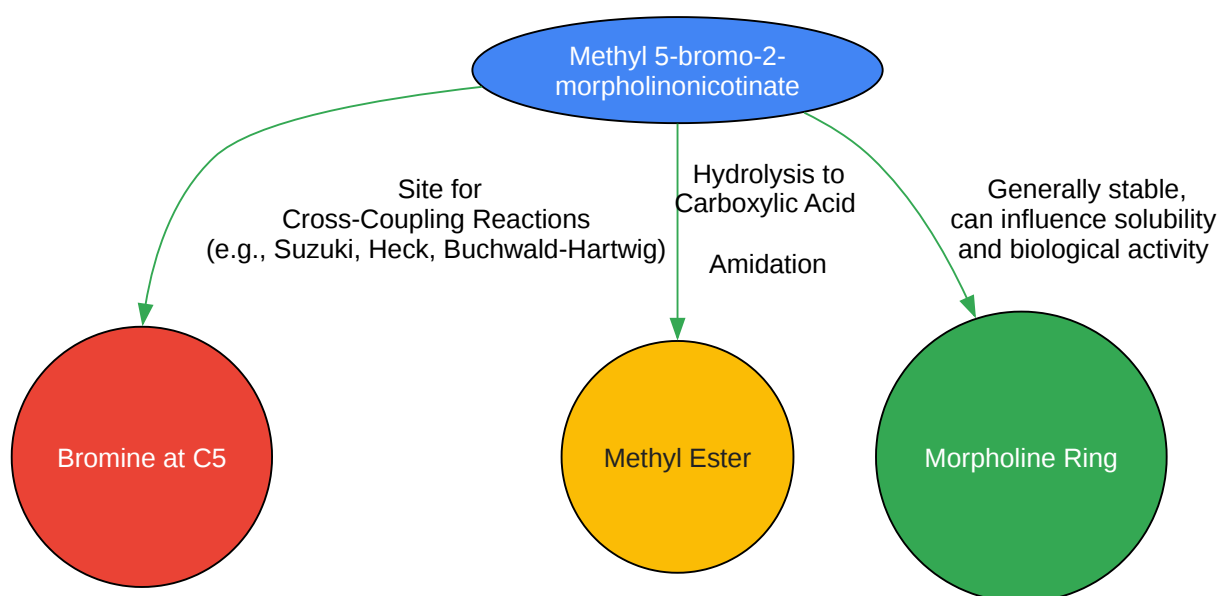 Methyl 5-bromo-2-
morpholinonicotinate
Site for
Cross-Coupling Reactions
(e.g., Suzuki, Heck, Buchwald-Hartwig)
Hydrolysis to
Carboxylic Acid
Amidation
Generally stable,
can influence solubility
and biological activity
Bromine at C5
Methyl Ester
Morpholine Ring